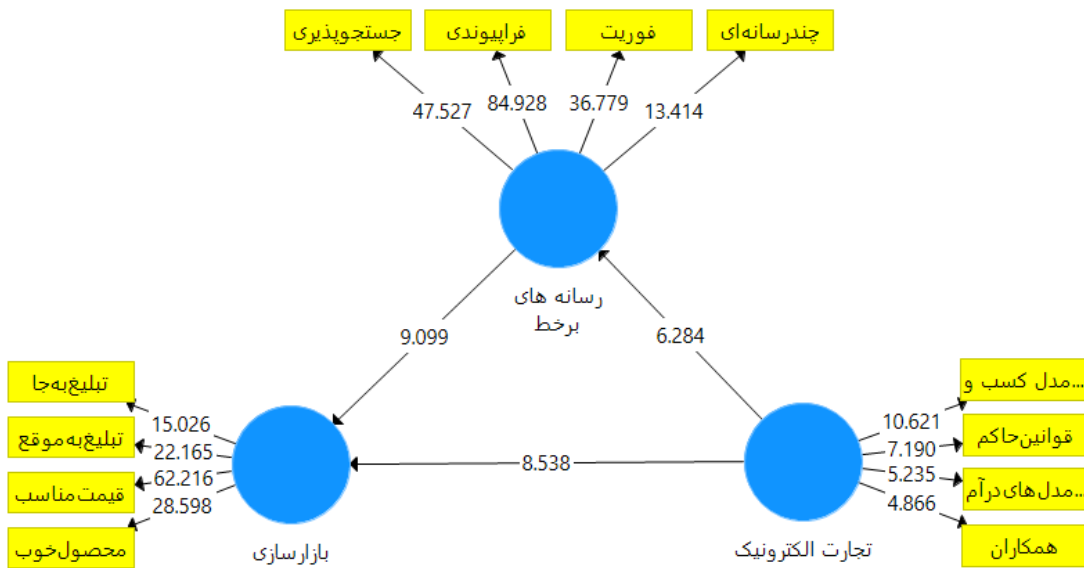 جستجوپذیری
فراپیوندی
فوریت
چندرسانه‌ای
47.527
84.928
36.779
13.414
رسانه های
برخط
9.099
6.284
تبلیغ‌به‌جا
تبلیغ‌به‌موقع
قیمت‌مناسب
محصول‌خوب
15.026
22.165
62.216
28.598
بازارسازی
8.538
تجارت الکترونیک
10.621
7.190
5.235
4.866
مدل کسب و...
قوانین‌حاکم
مدل‌های‌درآم...
همکاران